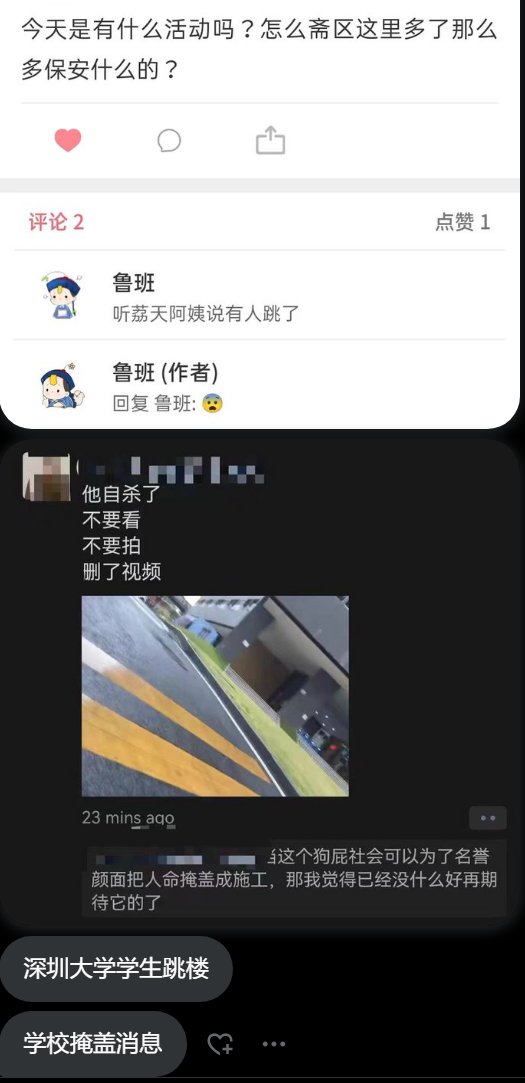 今天是有什么活动吗？怎么斋区这里多了那么
多保安什么的？
评论 2
点赞 1
鲁班
听荔天阿姨说有人跳了
鲁班 (作者)
回复 鲁班: 😨
他自杀了
不要看
不要拍
删了视频
23 mins ago
当这个狗屁社会可以为了名誉
颜面把人命掩盖成施工，那我觉得已经没什么好再期
待它的了
深圳大学学生跳楼
学校掩盖消息